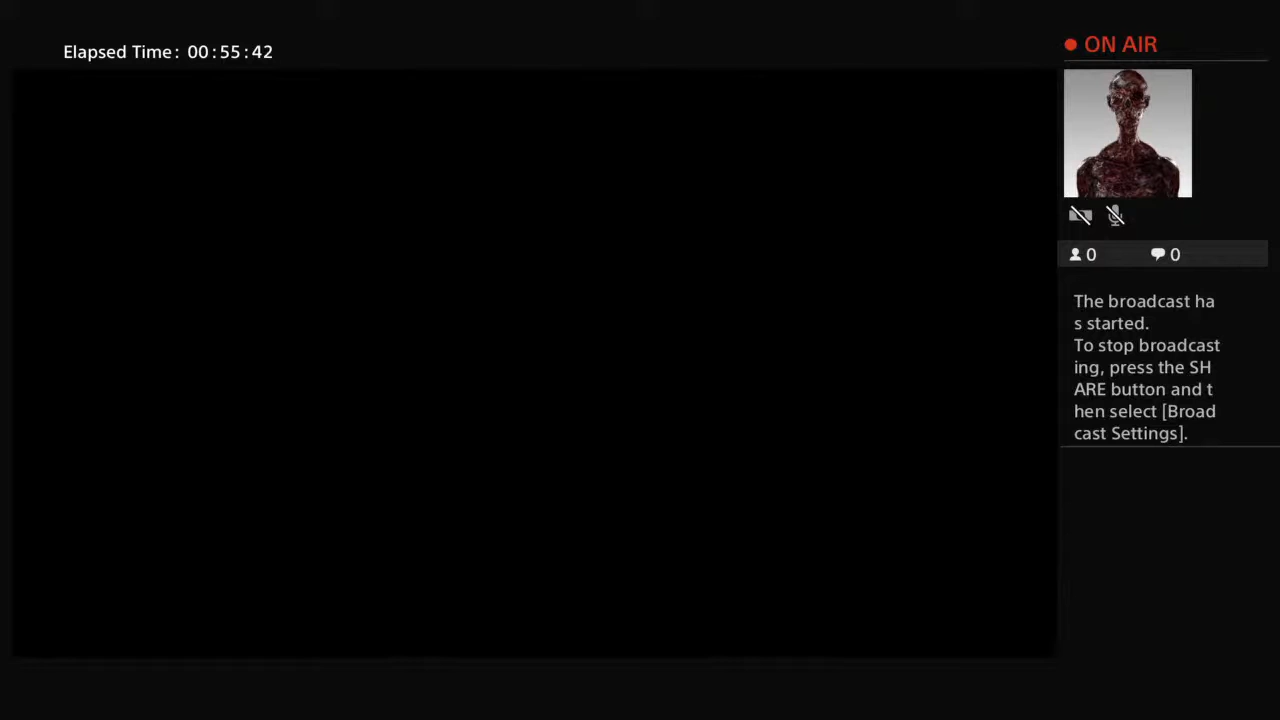 Elapsed Time: 00:55:42
ON AIR
0 0
The broadcast ha
s started.
To stop broadcast
ing, press the SH
ARE button and t
hen select [Broad
cast Settings].